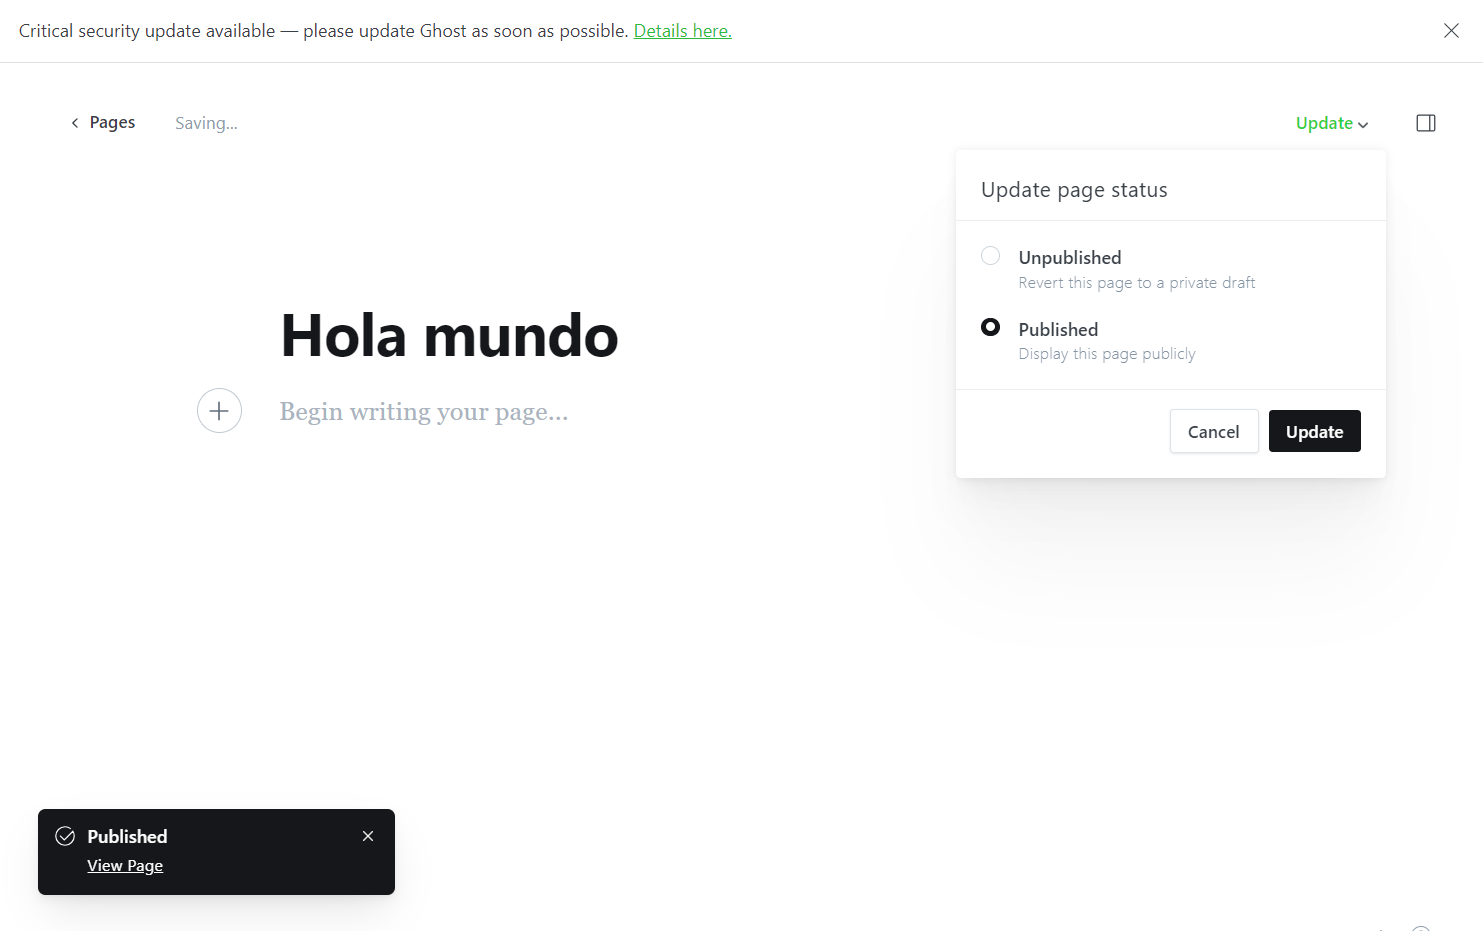 Critical security update available — please update Ghost as soon as possible. Details here.
Pages
Saving...
Update
Update page status
Unpublished
Revert this page to a private draft
Published
Display this page publicly
Cancel
Update
Hola mundo
Begin writing your page...
Published
View Page